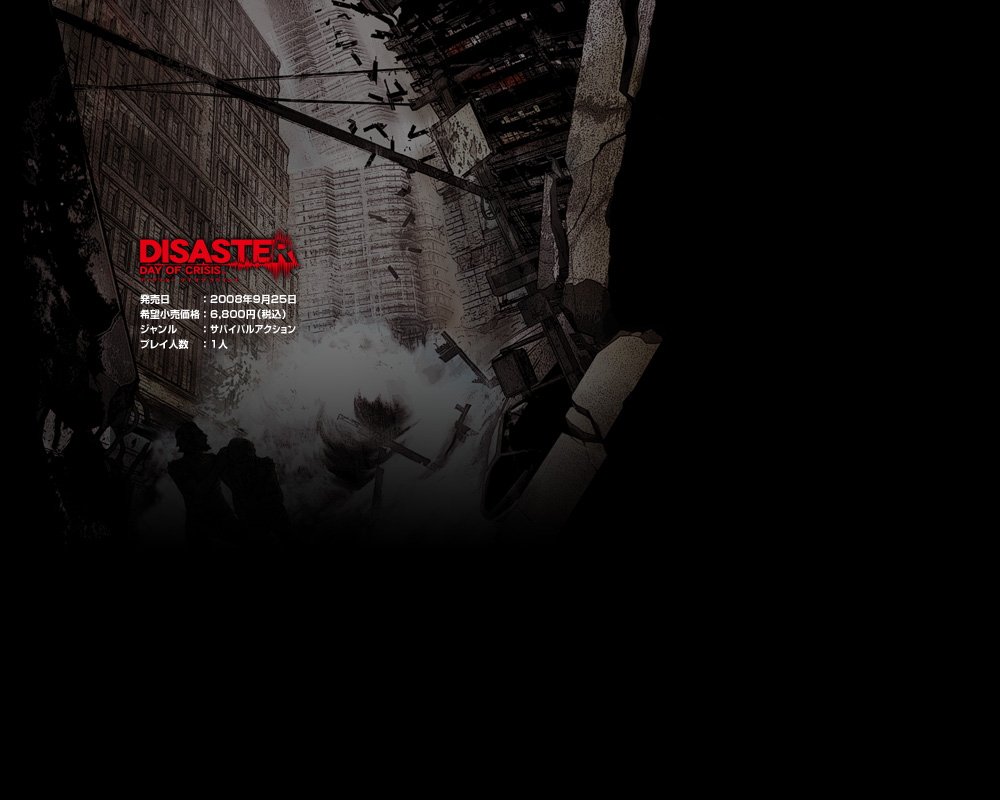 DISASTER
DAY OF CRISIS
発売日 : 2008年9月25日
希望小売価格 : 6,800円(税込)
ジャンル : サバイバルアクション
プレイ人数 : 1人